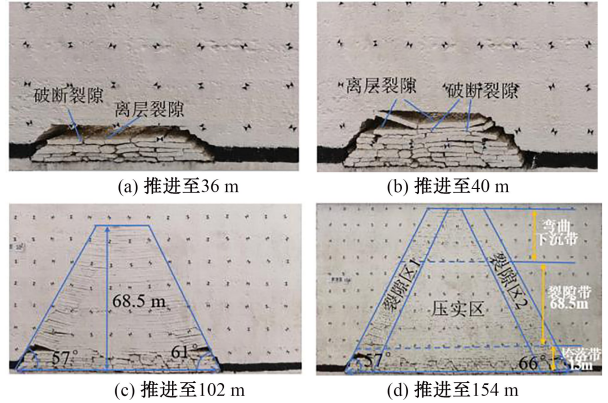 破断裂隙
离层裂隙
离层裂隙
破断裂隙
(a) 推进至36 m
(b) 推进至40 m
68.5 m
57°
61°
(c) 推进至102 m
弯曲
下沉带
裂隙区1
裂隙区2
压实区
裂隙带
68.5m
垮落带
15m
57°
66°
(d) 推进至154 m